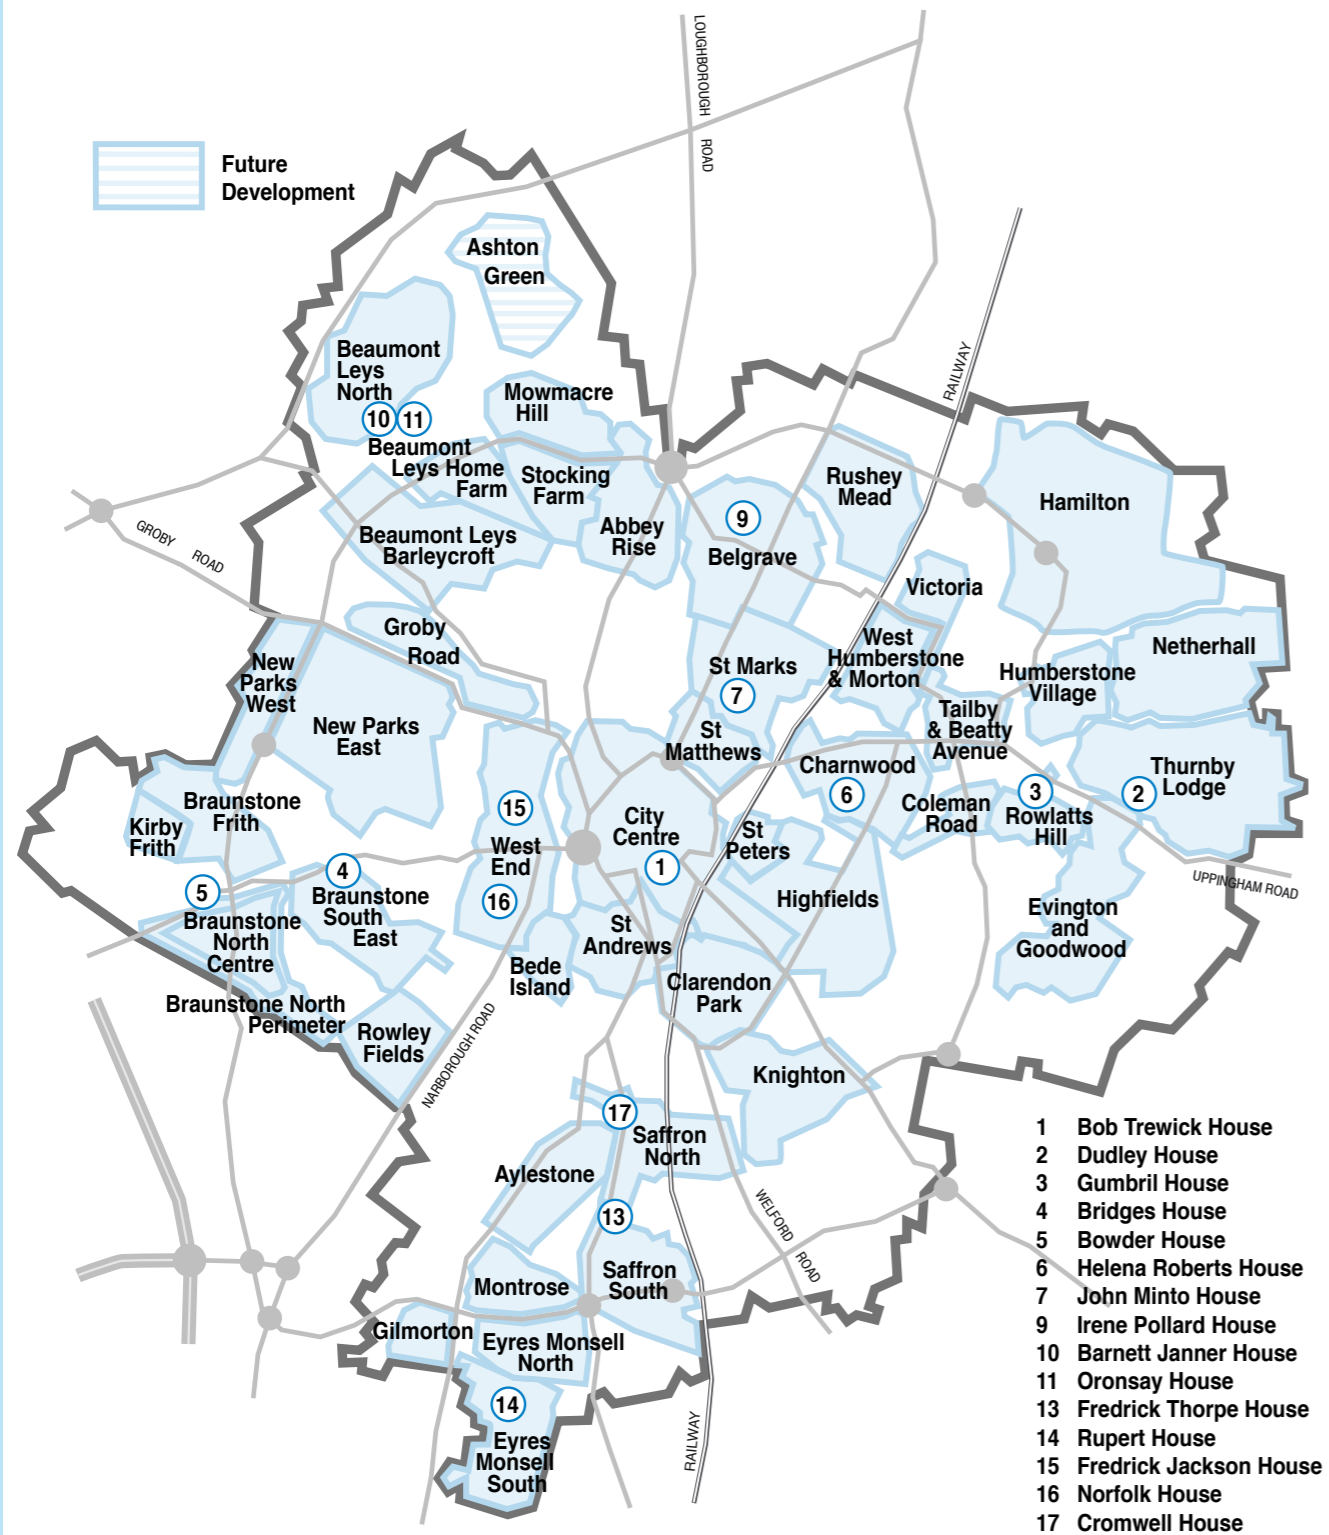 LOUGHBOROUGH ROAD
Future
Development
Ashton
Green
RAILWAY
Beaumont
Leys
North
10
11
Mowmacre
Hill
Beaumont
Leys Home
Farm
Stocking
Farm
Rushey
Mead
Hamilton
GROBY ROAD
9
Abbey
Rise
Beaumont Leys
Barleycroft
Belgrave
Victoria
Groby
Road
West
Humberstone
& Morton
Netherhall
New
Parks
West
St Marks
7
Humberstone
Village
New Parks
East
St
Matthews
Tailby
& Beatty
Avenue
Charnwood
6
Thurnby
Lodge
2
3
Rowlatts
Hill
Braunstone
Frith
Kirby
Frith
15
West
End
16
City
Centre
1
St
Peters
Coleman
Road
4
5
Braunstone
South
East
Highfields
UPPINGHAM ROAD
Braunstone
North
Centre
St
Andrews
Evington
and
Goodwood
Bede
Island
Clarendon
Park
Braunstone North
Perimeter
Rowley
Fields
NARBOROUGH ROAD
Knighton
17
Saffron
North
Aylestone
13
WELFORD ROAD
Saffron
South
Montrose
Gilmorton
Eyres Monsell
North
14
Eyres
Monsell
South
RAILWAY
1 Bob Trewick House
2 Dudley House
3 Gumbril House
4 Bridges House
5 Bowder House
6 Helena Roberts House
7 John Minto House
9 Irene Pollard House
10 Barnett Janner House
11 Oronsay House
13 Fredrick Thorpe House
14 Rupert House
15 Fredrick Jackson House
16 Norfolk House
17 Cromwell House